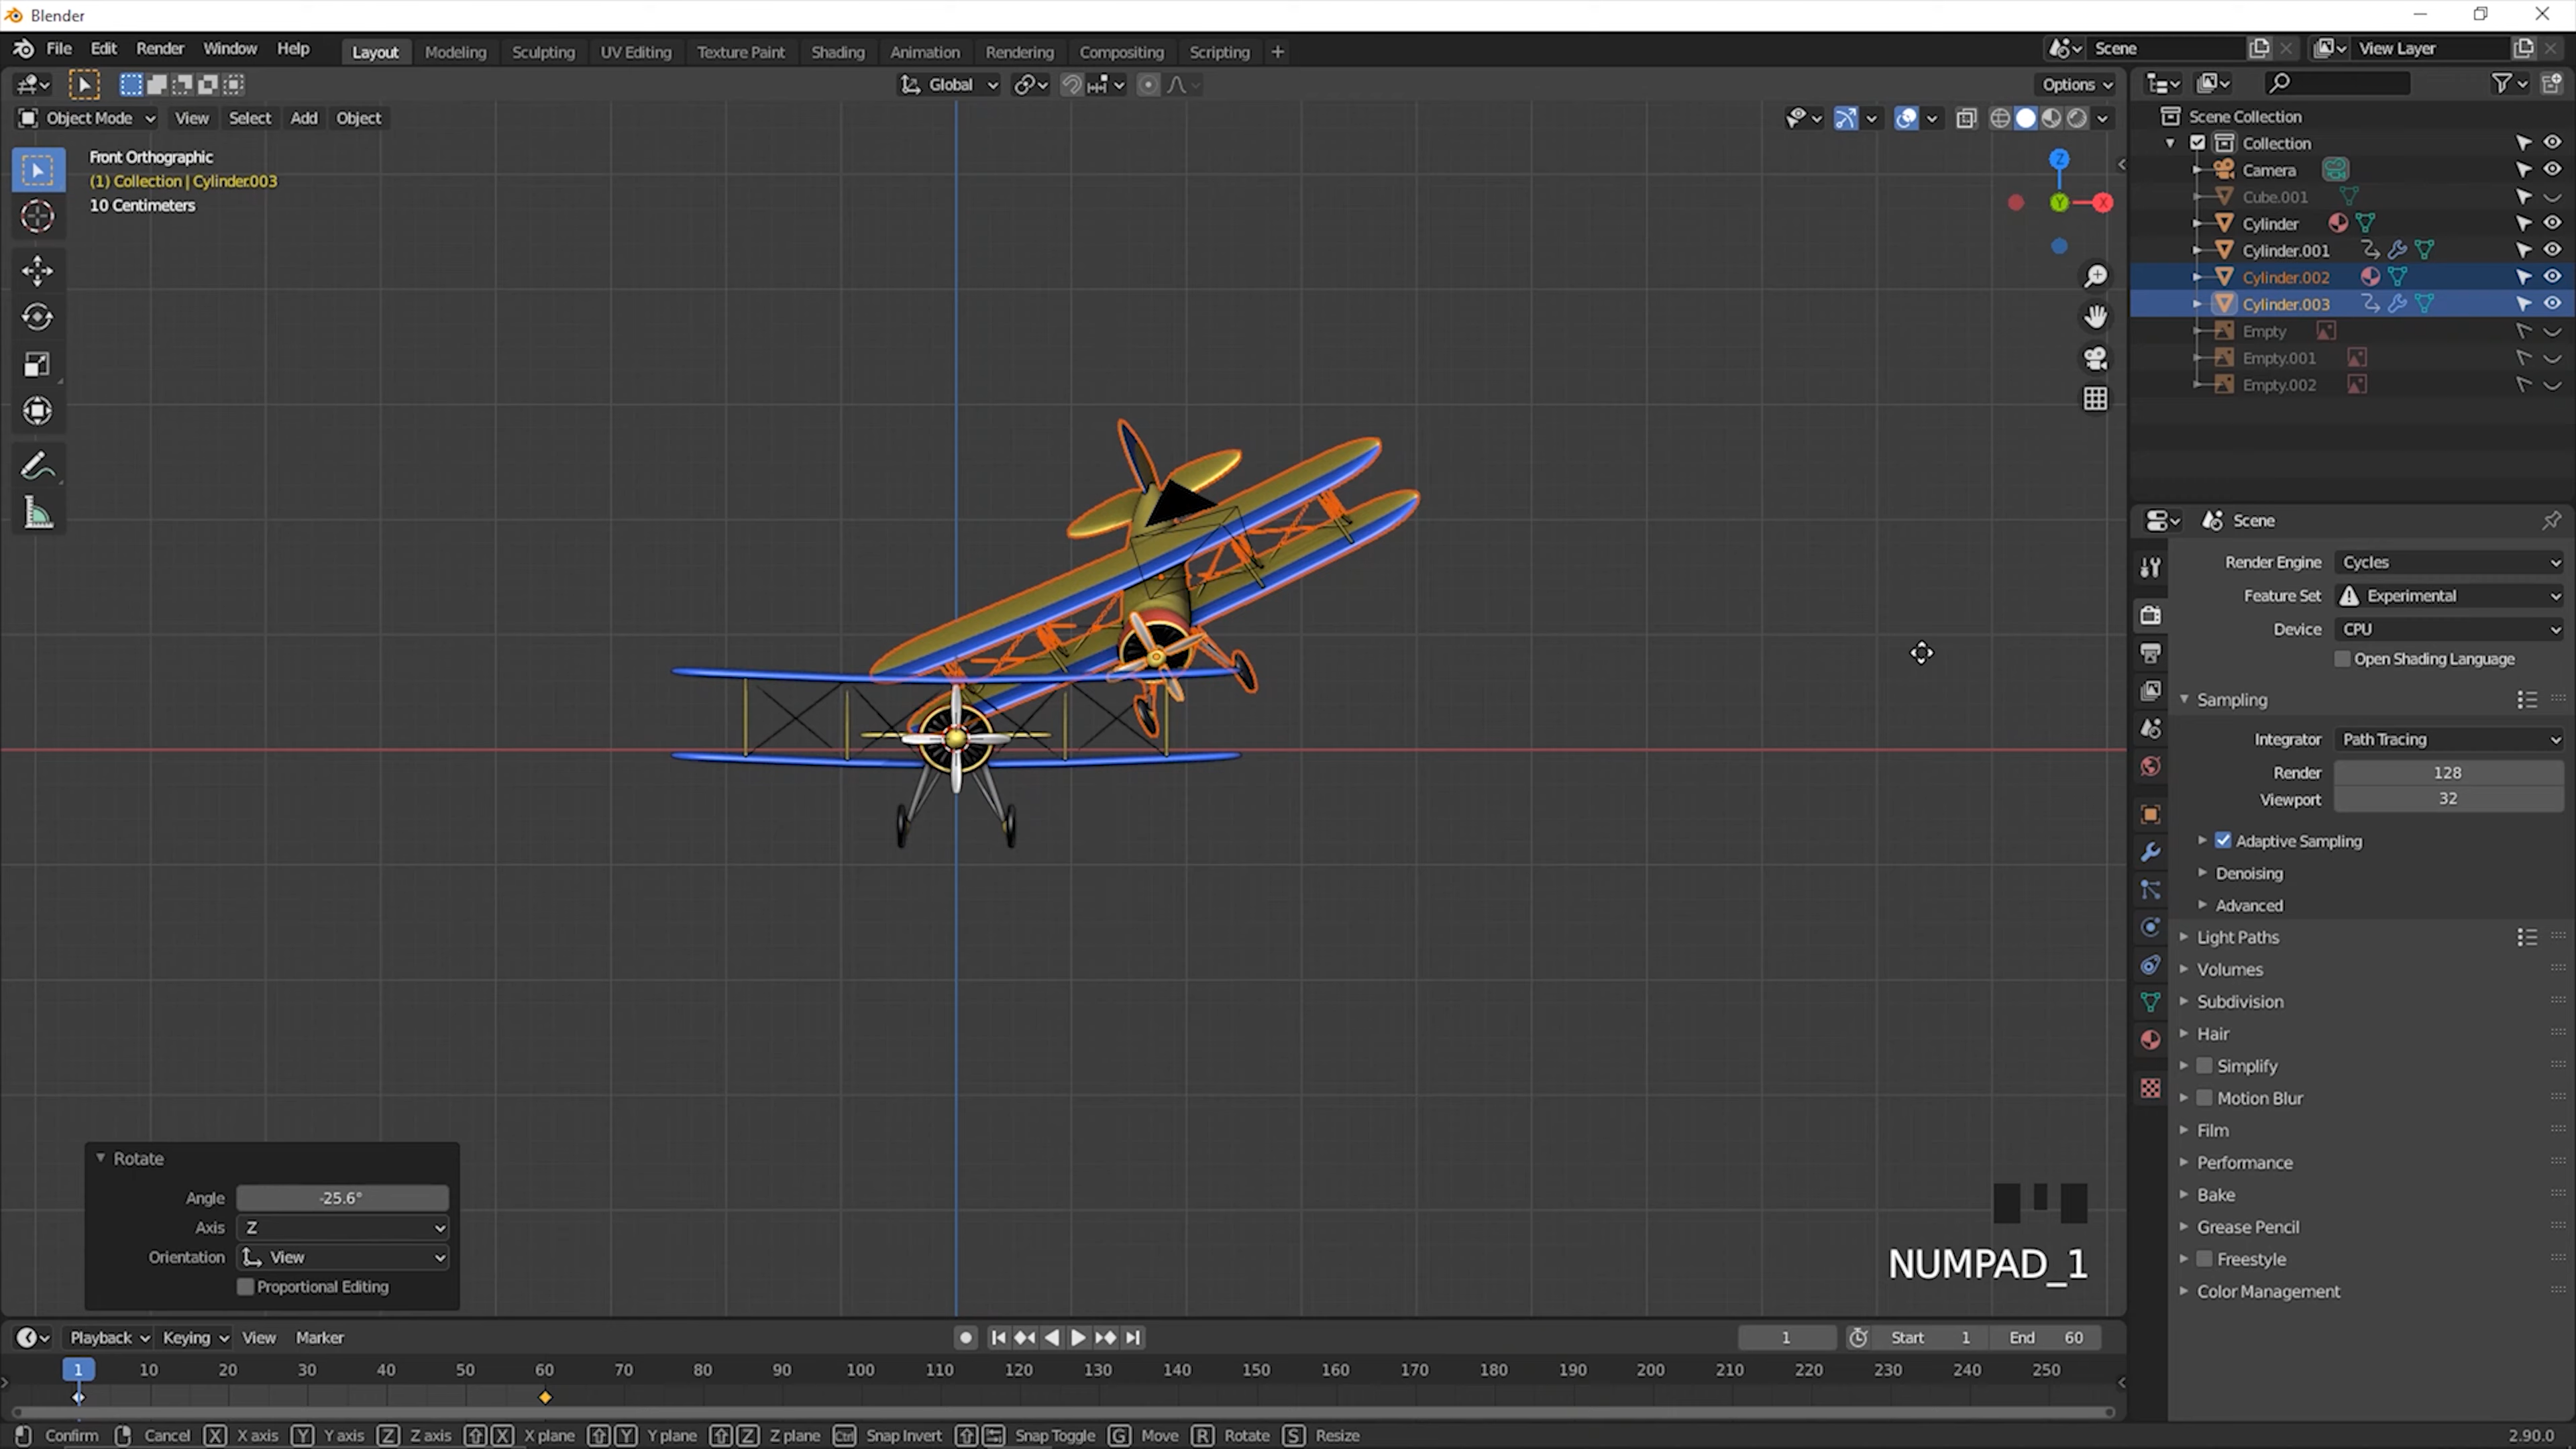 Blender
File Edit Render Window Help Layout Modeling Sculpting UV Editing Texture Paint Shading Animation Rendering Compositing Scripting + Scene View Layer
Global Options
Object Mode View Select Add Object
Front Orthographic
(1) Collection | Cylinder.003
10 Centimeters
Z
Y
X
Scene Collection
Collection
Camera
Cube.001
Cylinder
Cylinder.001
Cylinder.002
Cylinder.003
Empty
Empty.001
Empty.002
Scene
Render Engine Cycles
Feature Set Experimental
Device CPU
Open Shading Language
Sampling
Integrator Path Tracing
Render 128
Viewport 32
Adaptive Sampling
Denoising
Advanced
Light Paths
Volumes
Subdivision
Hair
Simplify
Motion Blur
Film
Performance
Bake
Grease Pencil
Freestyle
Color Management
Rotate
Angle -25.6°
Axis Z
Orientation View
Proportional Editing
NUMPAD_1
Playback Keying View Marker 1 Start 1 End 60
1 10 20 30 40 50 60 70 80 90 100 110 120 130 140 150 160 170 180 190 200 210 220 230 240 250
Confirm Cancel X X axis Y Y axis Z Z axis X X plane Y Y plane Z Z plane Ctrl Snap Invert Snap Toggle G Move R Rotate S Resize 2.90.0